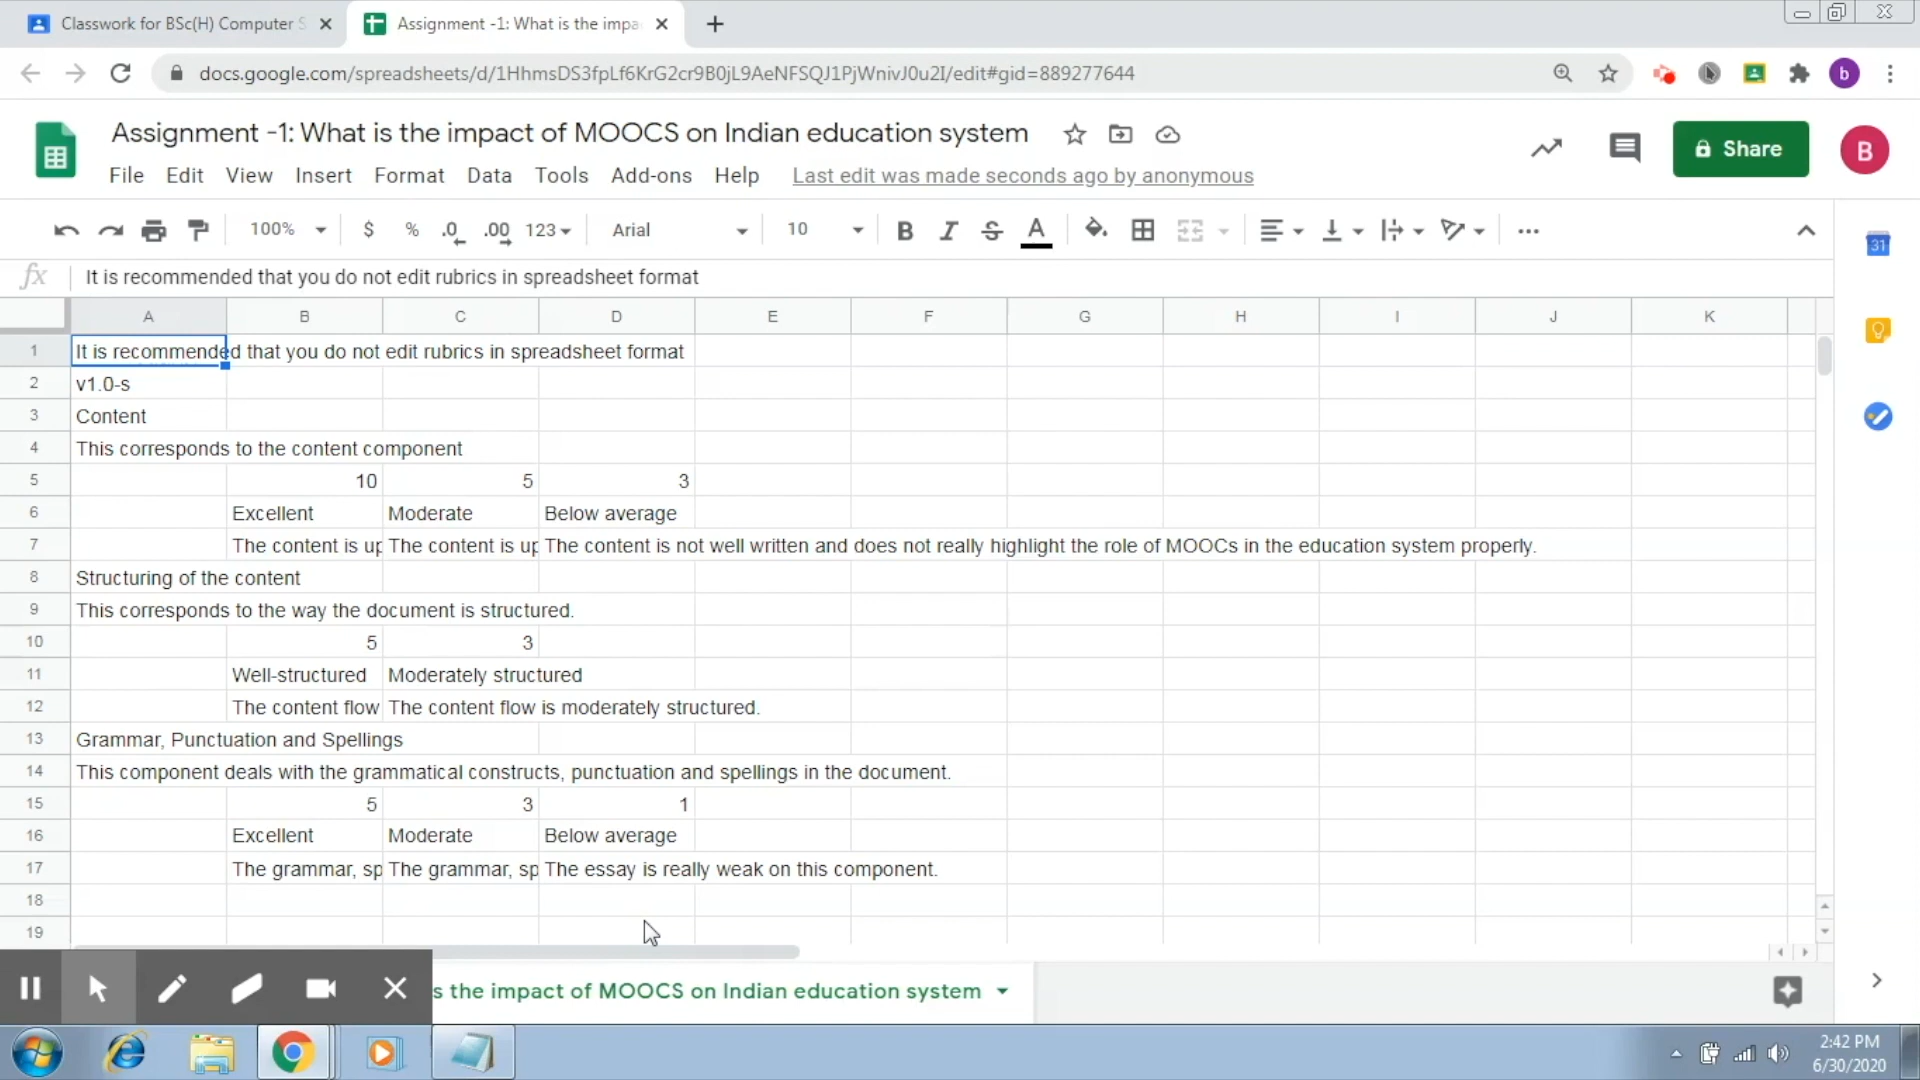 Classwork for BSc(H) Computer S
Assignment -1: What is the impa
docs.google.com/spreadsheets/d/1HhmsDS3fpLf6KrG2cr9B0jL9AeNFSQJ1PjWnivJ0u2I/edit#gid=889277644
b
Assignment -1: What is the impact of MOOCS on Indian education system
Share
B
File Edit View Insert Format Data Tools Add-ons Help Last edit was made seconds ago by anonymous
100% $ % .0 .00 123 Arial 10 B I S A
31
fx It is recommended that you do not edit rubrics in spreadsheet format
A B C D E F G H I J K
1 It is recommended that you do not edit rubrics in spreadsheet format
2 v1.0-s
3 Content
4 This corresponds to the content component
5 10 5 3
6 Excellent Moderate Below average
7 The content is up The content is up The content is not well written and does not really highlight the role of MOOCs in the education system properly.
8 Structuring of the content
9 This corresponds to the way the document is structured.
10 5 3
11 Well-structured Moderately structured
12 The content flow The content flow is moderately structured.
13 Grammar, Punctuation and Spellings
14 This component deals with the grammatical constructs, punctuation and spellings in the document.
15 5 3 1
16 Excellent Moderate Below average
17 The grammar, sp The grammar, sp The essay is really weak on this component.
18
19
s the impact of MOOCS on Indian education system
2:42 PM
6/30/2020